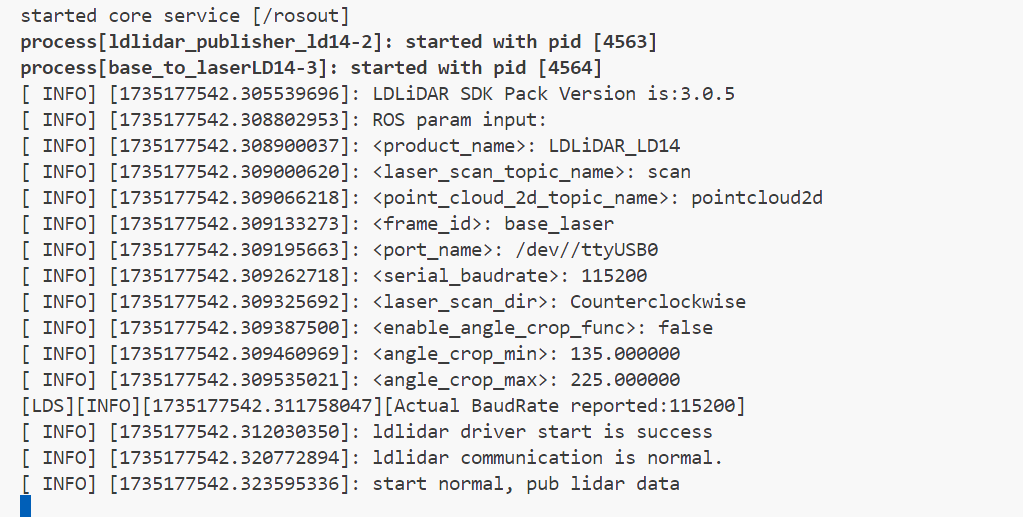 started core service [/rosout]
process[ldlidar_publisher_ld14-2]: started with pid [4563]
process[base_to_laserLD14-3]: started with pid [4564]
[ INFO] [1735177542.305539696]: LDLiDAR SDK Pack Version is:3.0.5
[ INFO] [1735177542.308802953]: ROS param input:
[ INFO] [1735177542.308900037]: <product_name>: LDLiDAR_LD14
[ INFO] [1735177542.309000620]: <laser_scan_topic_name>: scan
[ INFO] [1735177542.309066218]: <point_cloud_2d_topic_name>: pointcloud2d
[ INFO] [1735177542.309133273]: <frame_id>: base_laser
[ INFO] [1735177542.309195663]: <port_name>: /dev//ttyUSB0
[ INFO] [1735177542.309262718]: <serial_baudrate>: 115200
[ INFO] [1735177542.309325692]: <laser_scan_dir>: Counterclockwise
[ INFO] [1735177542.309387500]: <enable_angle_crop_func>: false
[ INFO] [1735177542.309460969]: <angle_crop_min>: 135.000000
[ INFO] [1735177542.309535021]: <angle_crop_max>: 225.000000
[LDS][INFO][1735177542.311758047][Actual BaudRate reported:115200]
[ INFO] [1735177542.312030350]: ldlidar driver start is success
[ INFO] [1735177542.320772894]: ldlidar communication is normal.
[ INFO] [1735177542.323595336]: start normal, pub lidar data